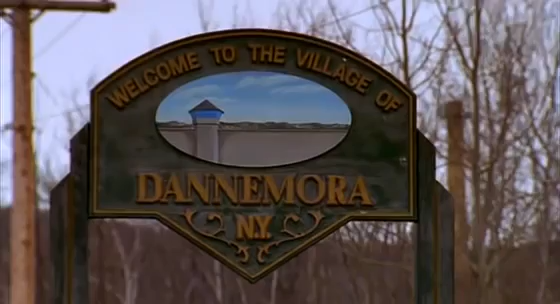 WELCOME TO THE VILLAGE OF
DANNEMORA
N.Y.